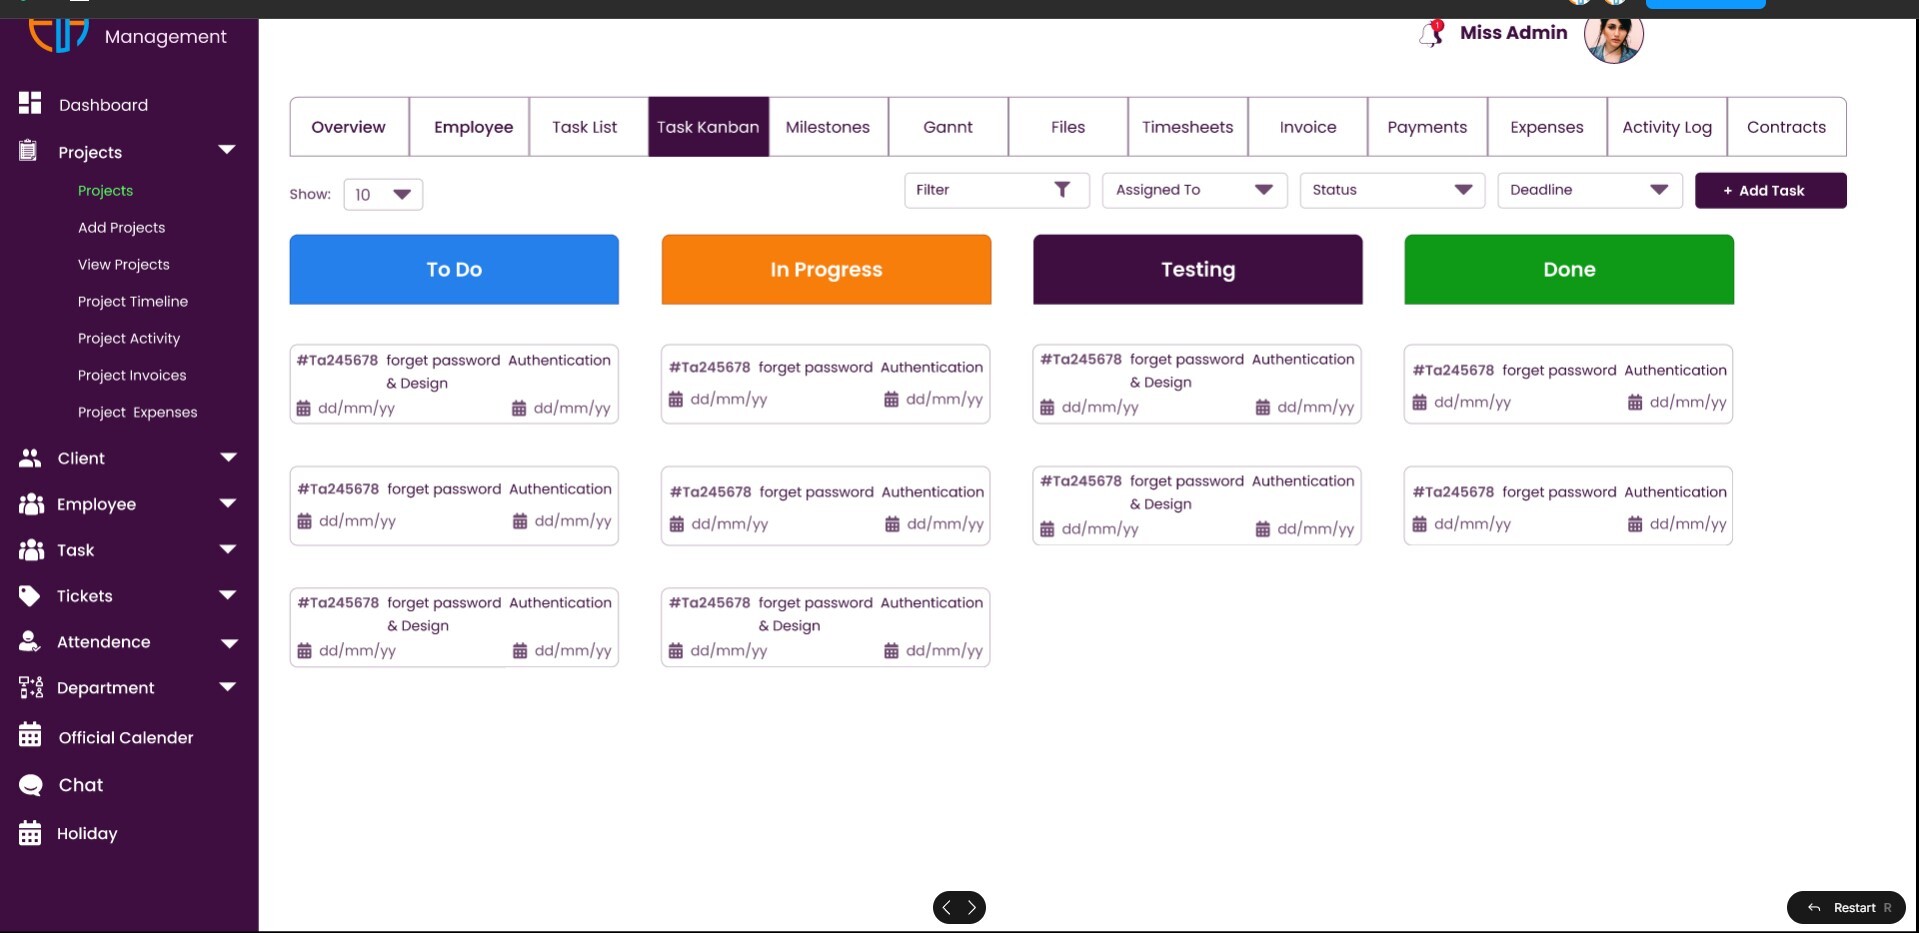 Management
1
Miss Admin
Dashboard
Projects
Projects
Add Projects
View Projects
Project Timeline
Project Activity
Project Invoices
Project Expenses
Client
Employee
Task
Tickets
Attendence
Department
Official Calender
Chat
Holiday
Overview Employee Task List Task Kanban Milestones Gannt Files Timesheets Invoice Payments Expenses Activity Log Contracts
Show: 10 Filter Assigned To Status Deadline + Add Task
To Do
#Ta245678 forget password Authentication
& Design
dd/mm/yy dd/mm/yy
#Ta245678 forget password Authentication
dd/mm/yy dd/mm/yy
#Ta245678 forget password Authentication
& Design
dd/mm/yy dd/mm/yy
In Progress
#Ta245678 forget password Authentication
dd/mm/yy dd/mm/yy
#Ta245678 forget password Authentication
dd/mm/yy dd/mm/yy
#Ta245678 forget password Authentication
& Design
dd/mm/yy dd/mm/yy
Testing
#Ta245678 forget password Authentication
& Design
dd/mm/yy dd/mm/yy
#Ta245678 forget password Authentication
& Design
dd/mm/yy dd/mm/yy
Done
#Ta245678 forget password Authentication
dd/mm/yy dd/mm/yy
#Ta245678 forget password Authentication
dd/mm/yy dd/mm/yy
Restart R